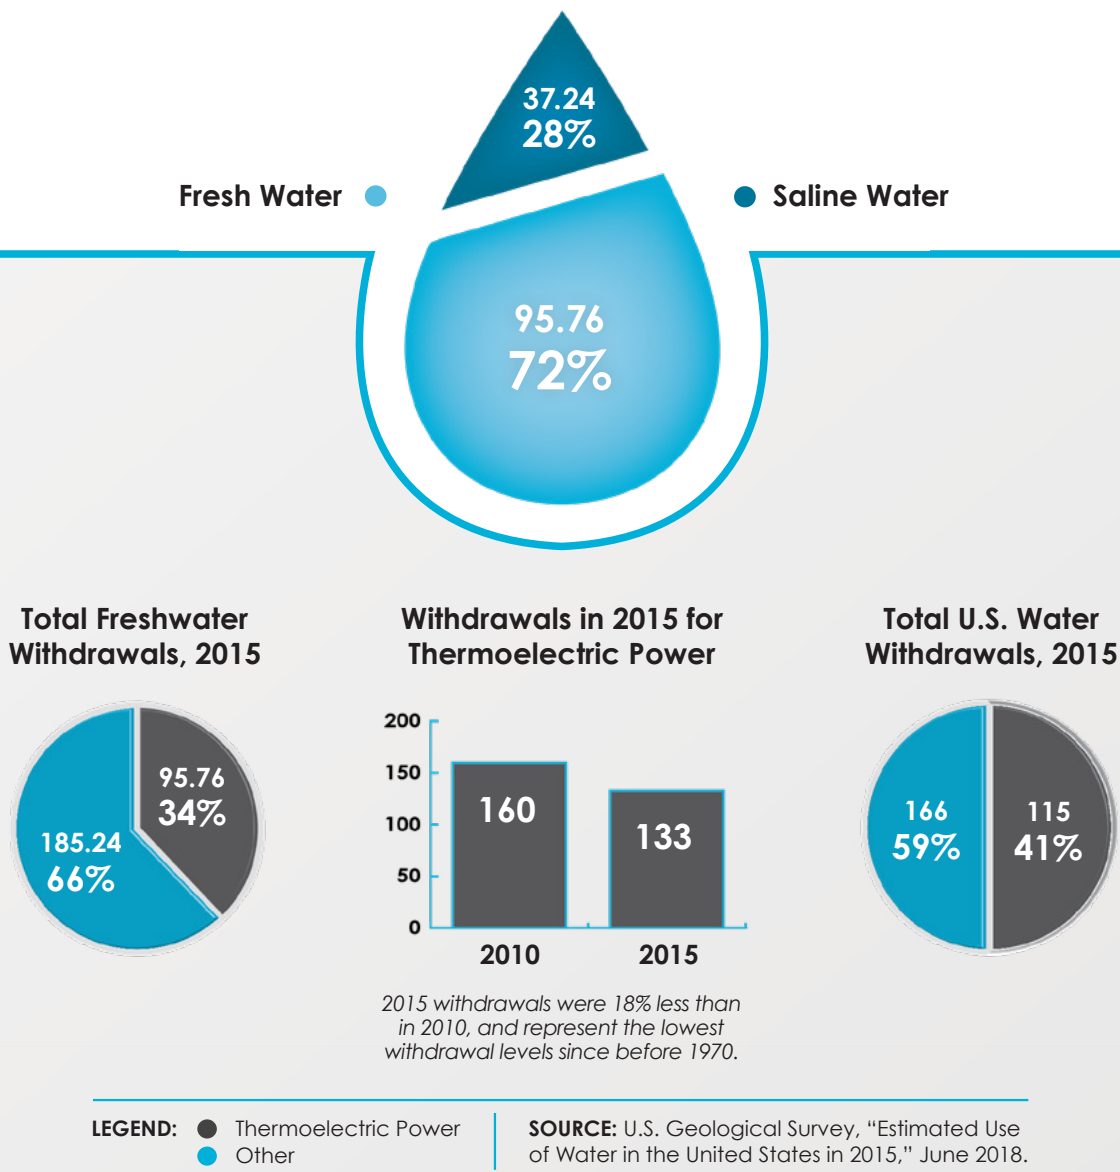 37.24
28%
Fresh Water
Saline Water
95.76
72%
Total Freshwater
Withdrawals, 2015
95.76
34%
185.24
66%
Withdrawals in 2015 for
Thermoelectric Power
200
150
100
50
0
160
133
2010
2015
2015 withdrawals were 18% less than
in 2010, and represent the lowest
withdrawal levels since before 1970.
Total U.S. Water
Withdrawals, 2015
166
59%
115
41%
LEGEND:
Thermoelectric Power
Other
SOURCE: U.S. Geological Survey, “Estimated Use
of Water in the United States in 2015,” June 2018.